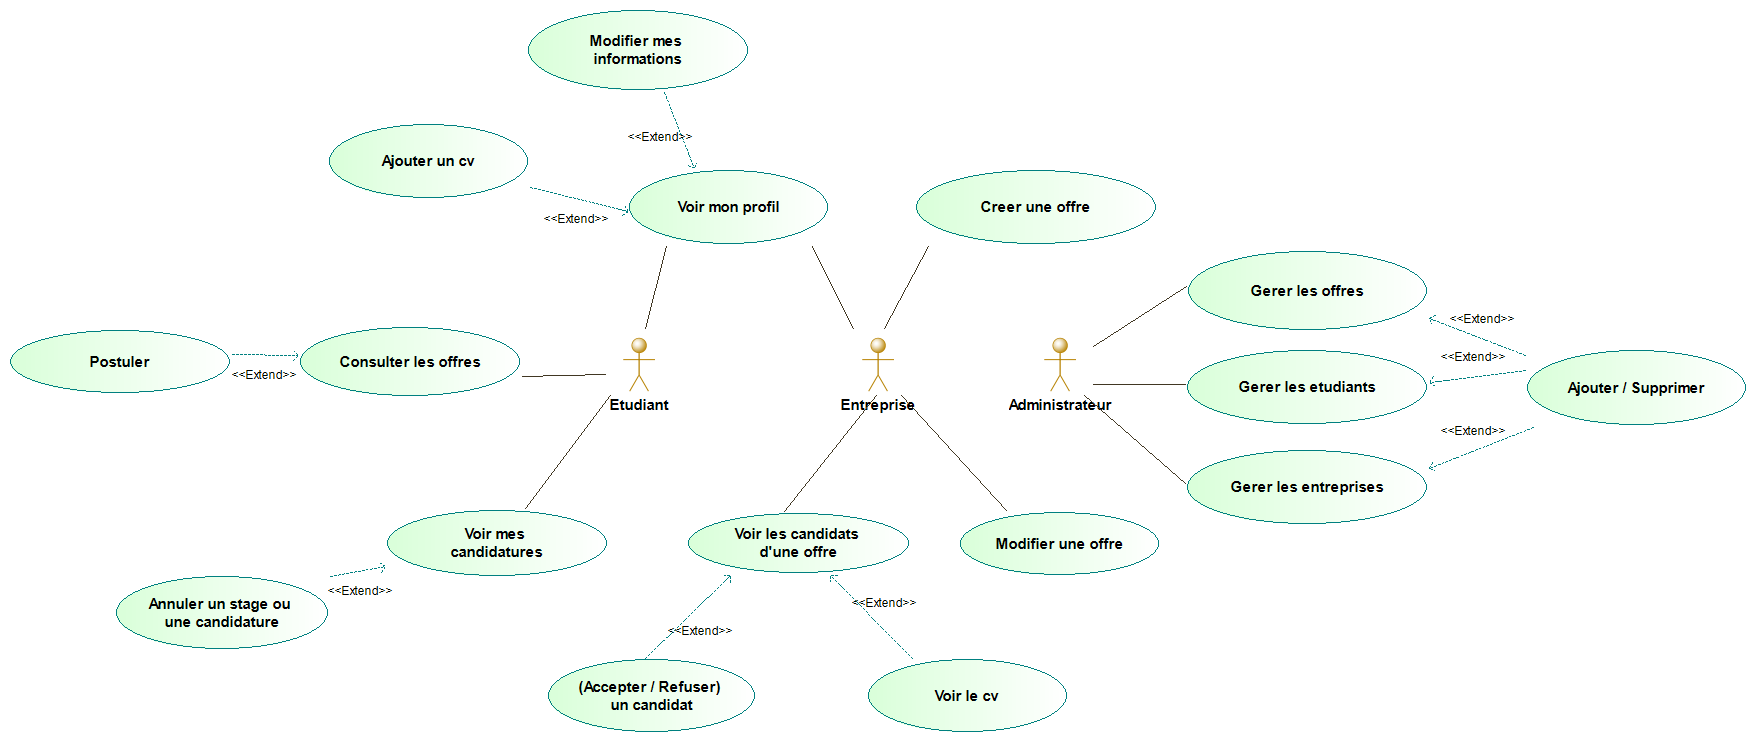 Modifier mes
informations
<<Extend>>
Ajouter un cv
<<Extend>>
Voir mon profil
Creer une offre
Gerer les offres
<<Extend>>
Postuler
<<Extend>>
Consulter les offres
Etudiant
Entreprise
Administrateur
<<Extend>>
Gerer les etudiants
Ajouter / Supprimer
<<Extend>>
Gerer les entreprises
Voir mes
candidatures
Voir les candidats
d'une offre
Modifier une offre
<<Extend>>
Annuler un stage ou
une candidature
<<Extend>>
<<Extend>>
(Accepter / Refuser)
un candidat
Voir le cv